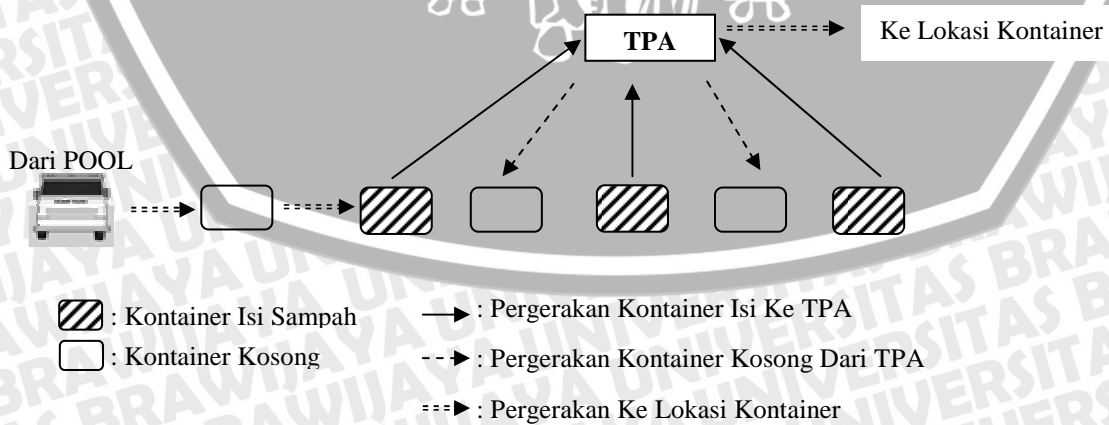 TPA
Ke Lokasi Kontainer
Dari POOL
: Kontainer Isi Sampah
: Kontainer Kosong
: Pergerakan Kontainer Isi Ke TPA
: Pergerakan Kontainer Kosong Dari TPA
: Pergerakan Ke Lokasi Kontainer